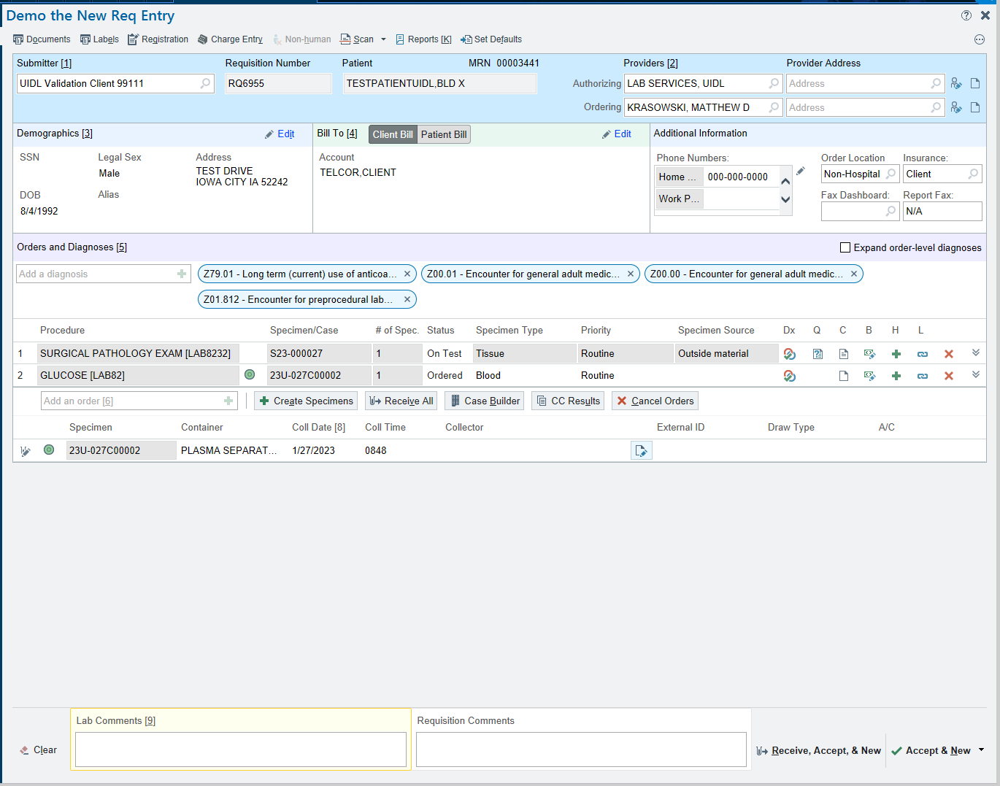 Demo the New Req Entry
Documents Labels Registration Charge Entry Non-human Scan Reports [K] Set Defaults
Submitter [1] Requisition Number Patient MRN 00003441 Providers [2] Provider Address
UIDL Validation Client 99111 RQ6955 TESTPATIENTUIDL,BLD X Authorizing LAB SERVICES, UIDL Address
Ordering KRASOWSKI, MATTHEW D Address
Demographics [3] Edit Bill To [4] Client Bill Patient Bill Edit Additional Information
SSN Legal Sex Address Account Phone Numbers: Order Location Insurance:
Male TEST DRIVE TELCOR,CLIENT Home ... 000-000-0000 Non-Hospital Client
IOWA CITY IA 52242
DOB Alias Work P... Fax Dashboard: Report Fax:
8/4/1992 N/A
Orders and Diagnoses [5] Expand order-level diagnoses
Add a diagnosis Z79.01 - Long term (current) use of anticoa... Z00.01 - Encounter for general adult medic... Z00.00 - Encounter for general adult medic...
Z01.812 - Encounter for preprocedural lab...
Procedure Specimen/Case # of Spec. Status Specimen Type Priority Specimen Source Dx Q C B H L
1 SURGICAL PATHOLOGY EXAM [LAB8232] S23-000027 1 On Test Tissue Routine Outside material
2 GLUCOSE [LAB82] 23U-027C00002 1 Ordered Blood Routine
Add an order [6] Create Specimens Receive All Case Builder CC Results Cancel Orders
Specimen Container Coll Date [8] Coll Time Collector External ID Draw Type A/C
23U-027C00002 PLASMA SEPARAT... 1/27/2023 0848
Lab Comments [9] Requisition Comments
Clear Receive, Accept, & New Accept & New